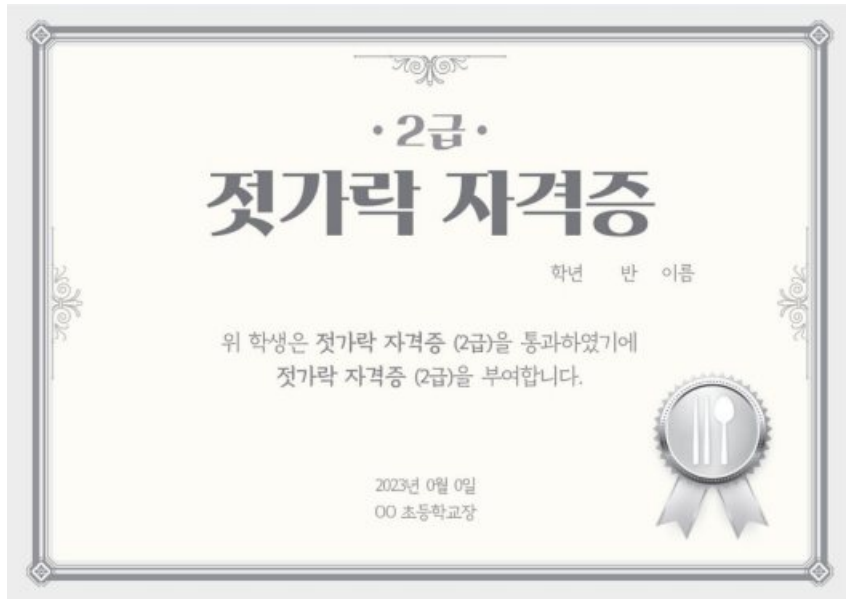 · 2급 ·
젓가락 자격증
학년 반 이름
위 학생은 젓가락 자격증 (2급)을 통과하였기에
젓가락 자격증 (2급)을 부여합니다.
2023년 0월 0일
OO 초등학교장